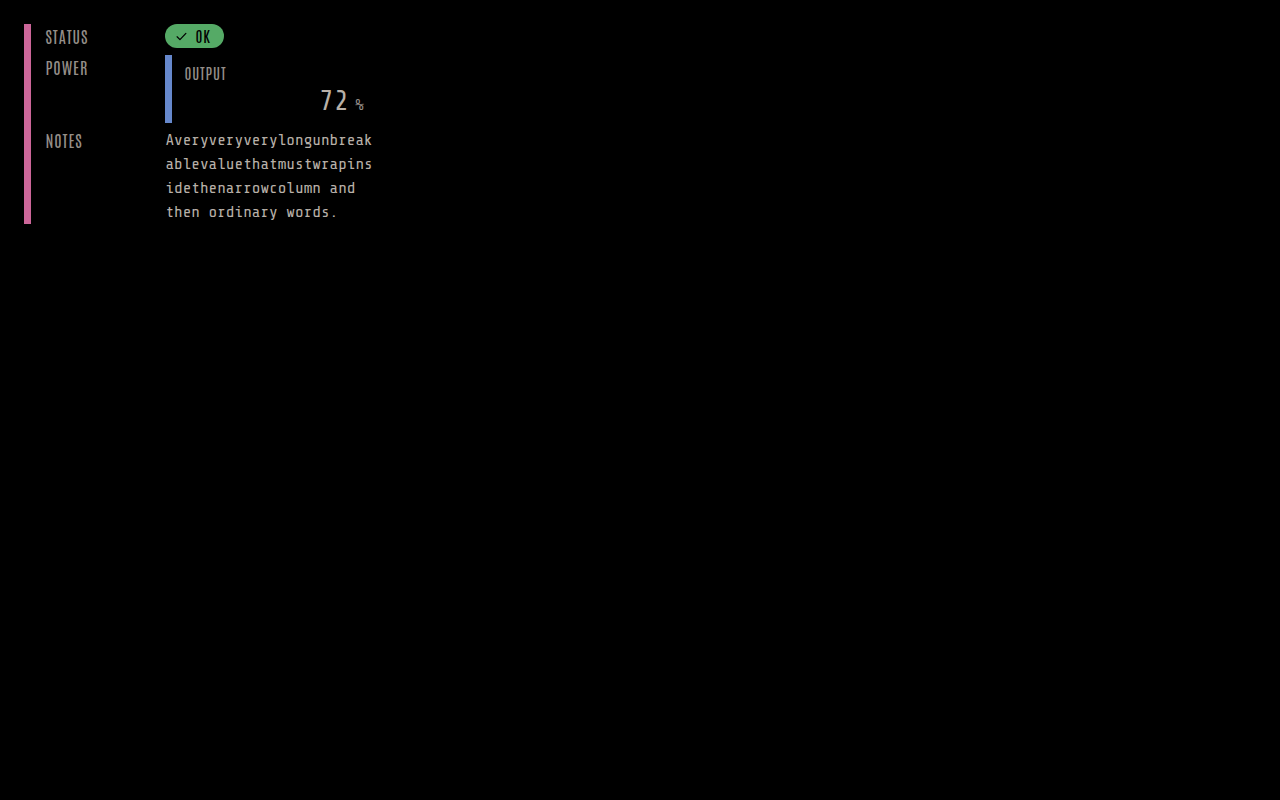 STATUS OK
POWER OUTPUT
72 %
NOTES Averyveryverylongunbreak
ablevaluethatmustwrapins
idethenarrowcolumn and
then ordinary words.